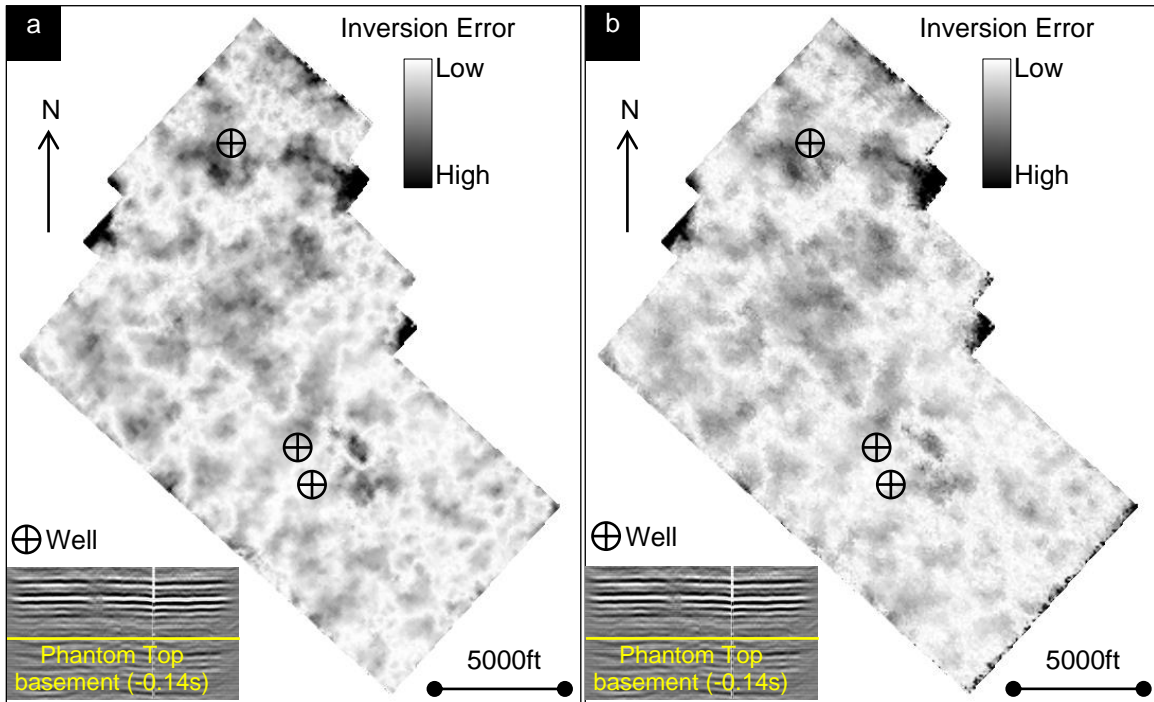 a
Inversion Error
Low
High
N
Well
Phantom Top
basement (-0.14s)
5000ft
b
Inversion Error
Low
High
N
Well
Phantom Top
basement (-0.14s)
5000ft